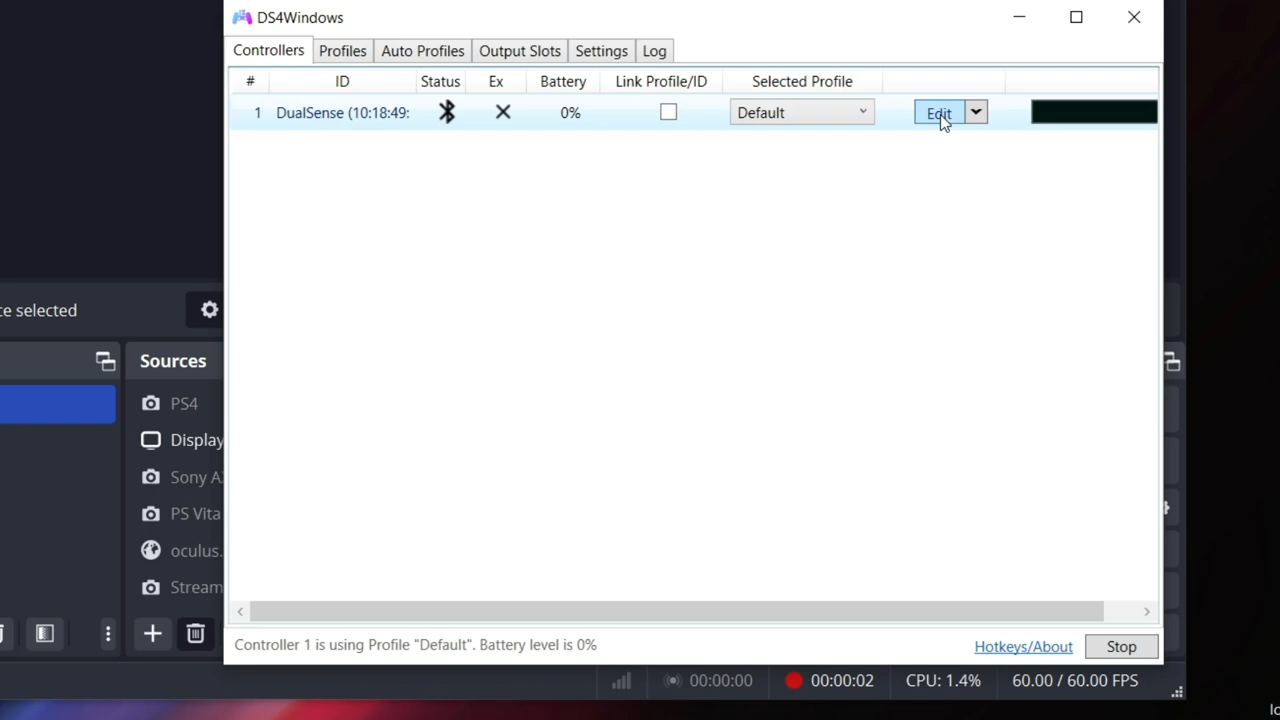 DS4Windows
Controllers Profiles Auto Profiles Output Slots Settings Log
# ID Status Ex Battery Link Profile/ID Selected Profile
1 DualSense (10:18:49: 0% Default Edit
ce selected
Sources
PS4
Display
Sony A
PS Vita
oculus.
Stream
Controller 1 is using Profile "Default". Battery level is 0%
Hotkeys/About Stop
00:00:00 00:00:02 CPU: 1.4% 60.00 / 60.00 FPS